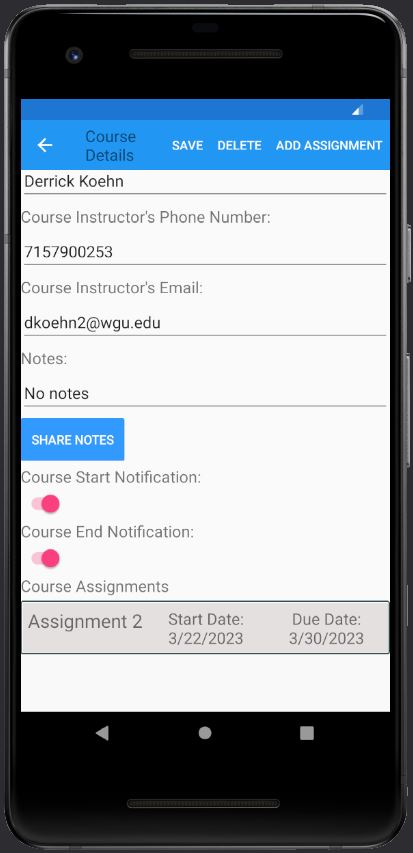 Course
Details
SAVE DELETE ADD ASSIGNMENT
Derrick Koehn
Course Instructor's Phone Number:
7157900253
Course Instructor's Email:
dkoehn2@wgu.edu
Notes:
No notes
SHARE NOTES
Course Start Notification:
Course End Notification:
Course Assignments
Assignment 2
Start Date:
3/22/2023
Due Date:
3/30/2023